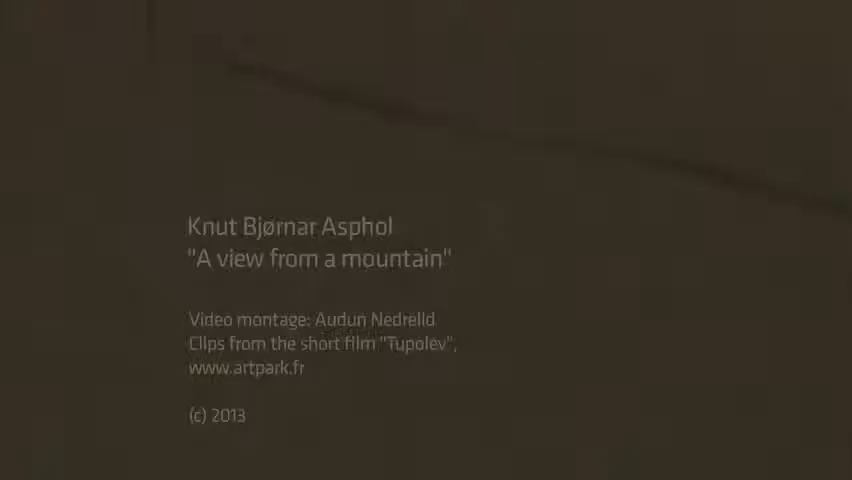 Knut Bjørnar Asphol
"A view from a mountain"
Video montage: Audun Nedrelid
Clips from the short film "Tupolev",
www.artpark.fr
(c) 2013